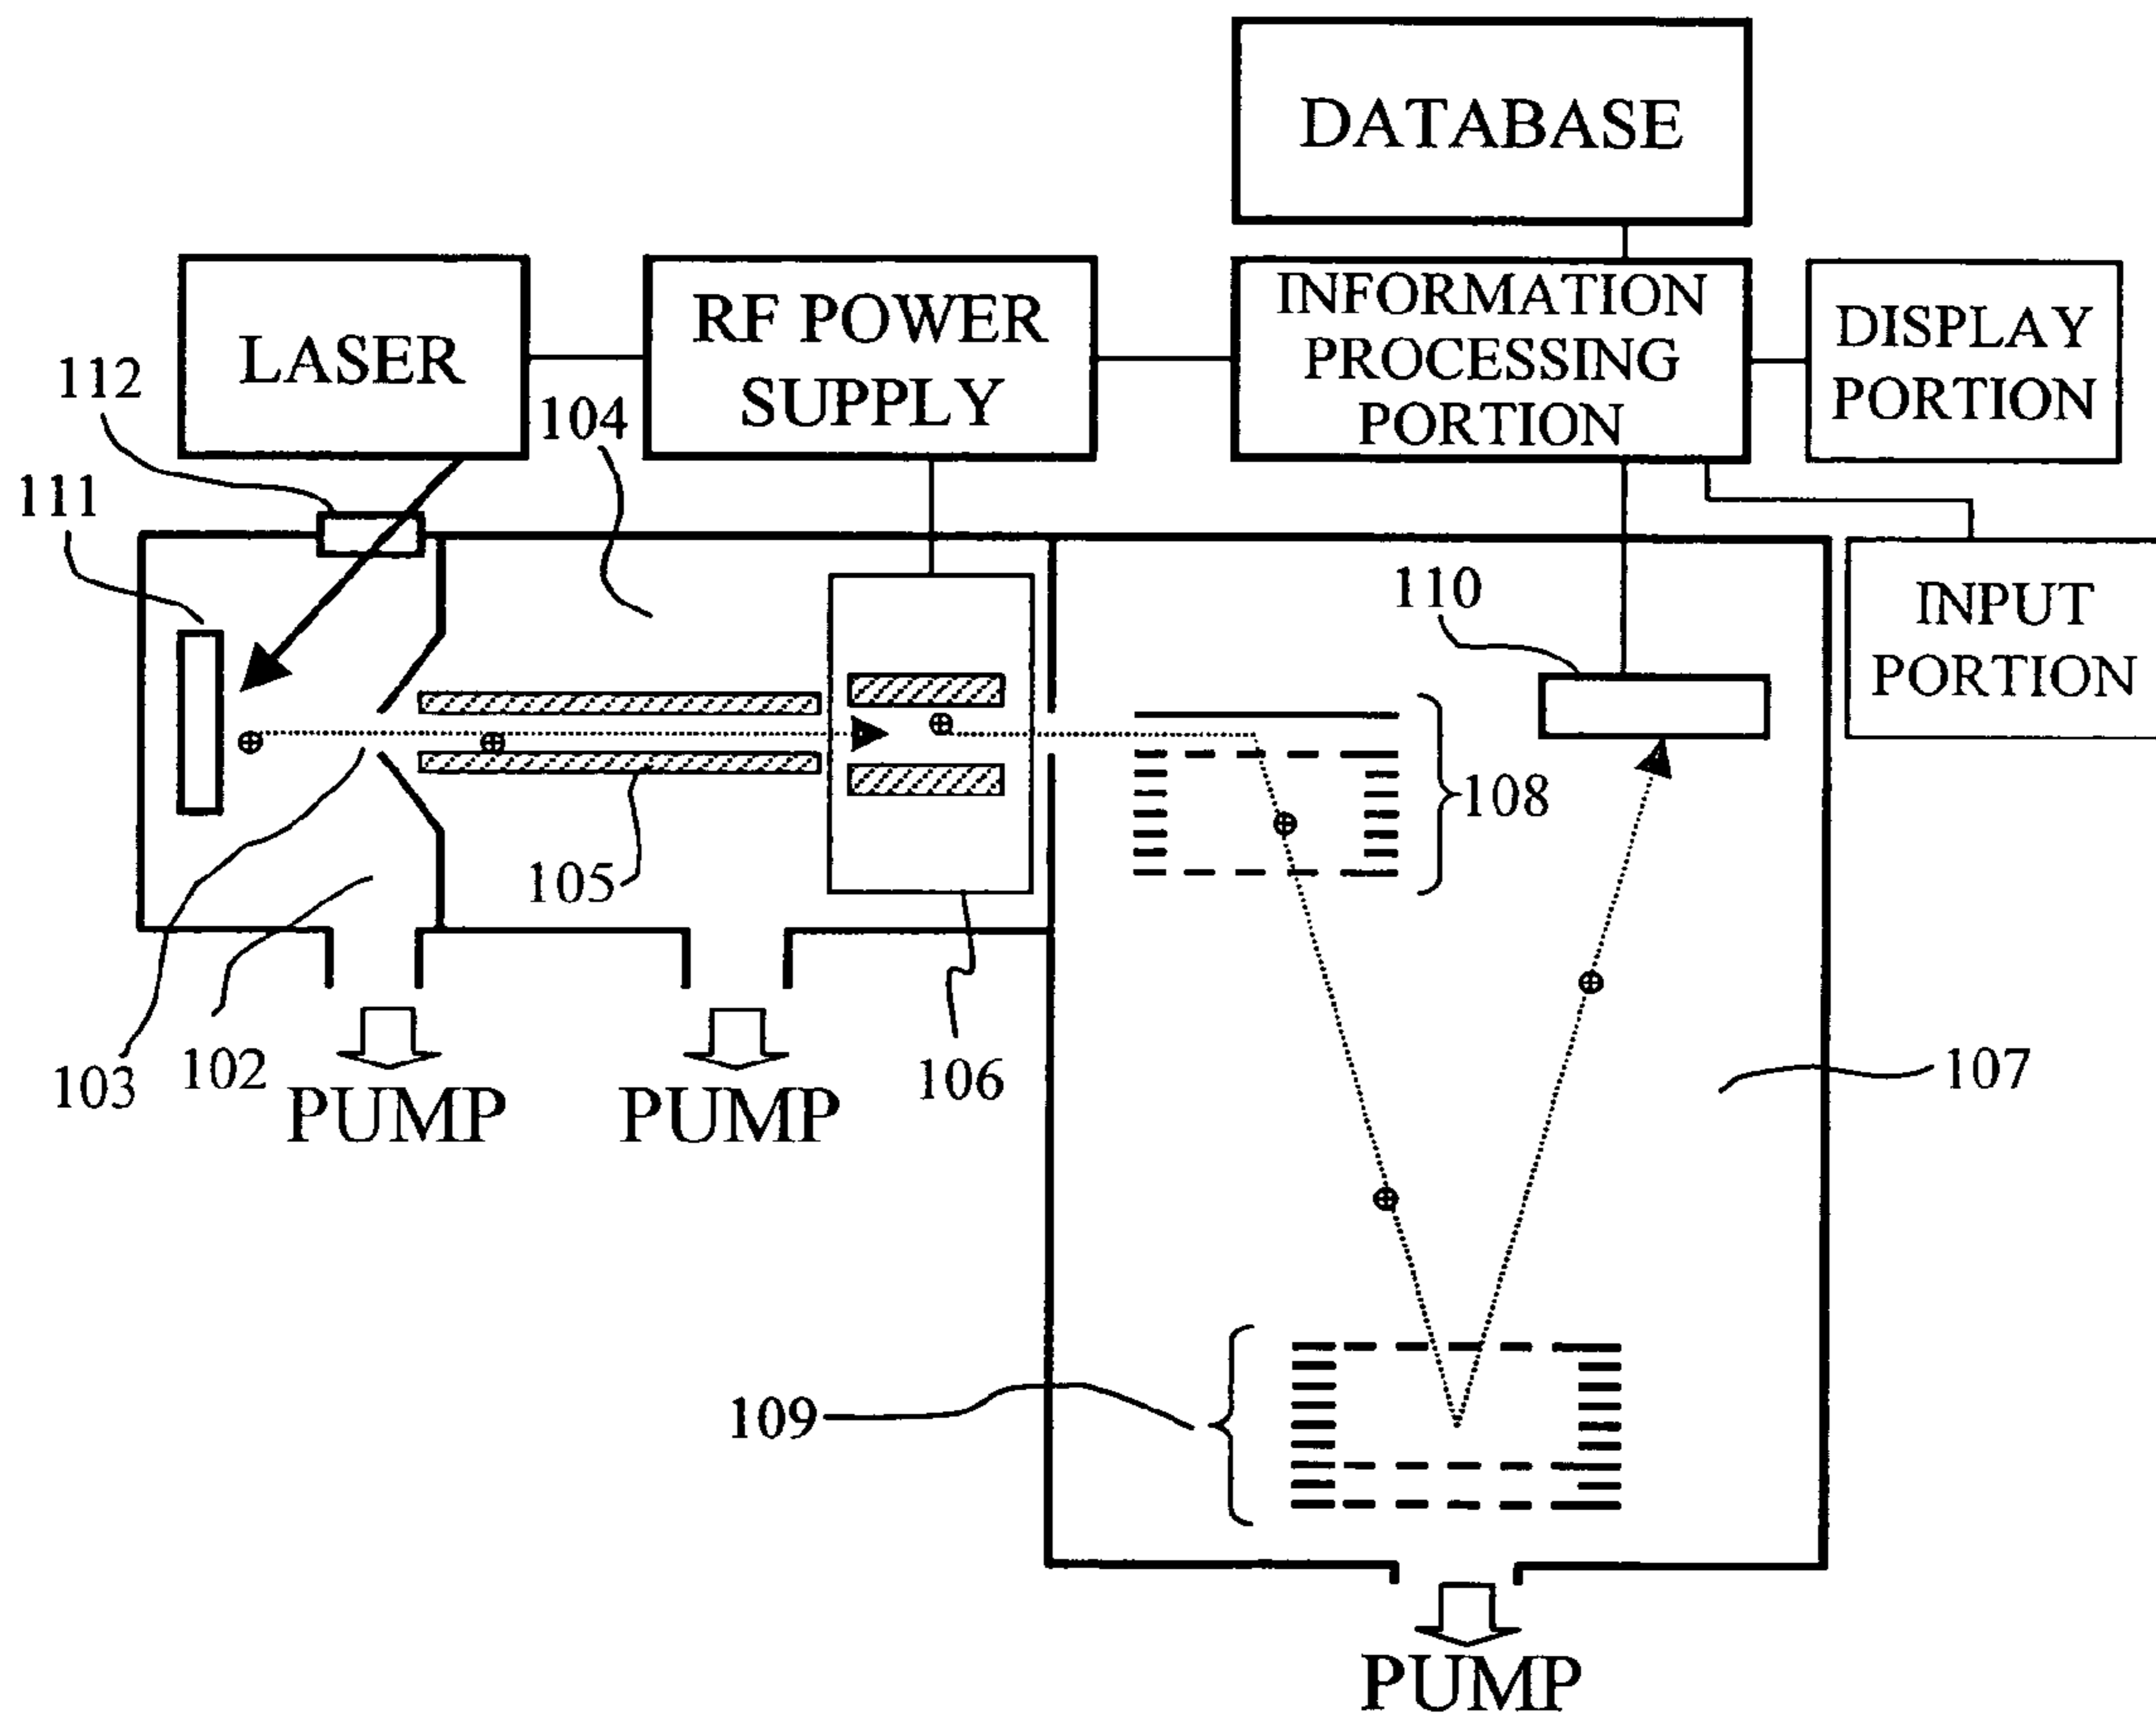 DATABASE
LASER
RF POWER
SUPPLY
INFORMATION
PROCESSING
PORTION
DISPLAY
PORTION
112
104
111
110
INPUT
PORTION
108
105
103
102
106
107
PUMP
PUMP
109
PUMP